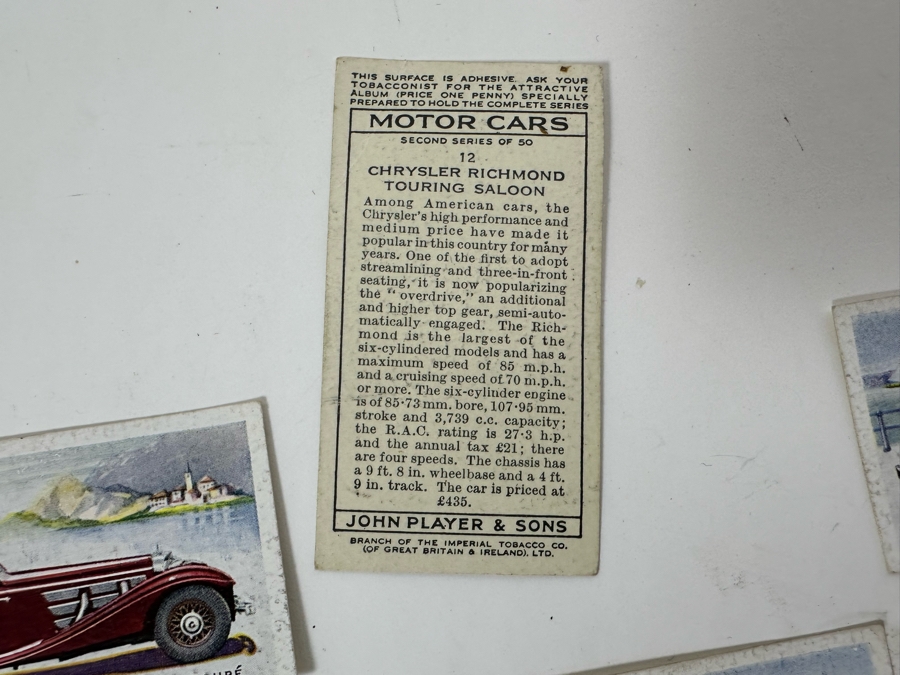 THIS SURFACE IS ADHESIVE. ASK YOUR
TOBACCONIST FOR THE ATTRACTIVE
ALBUM (PRICE ONE PENNY) SPECIALLY
PREPARED TO HOLD THE COMPLETE SERIES
MOTOR CARS
SECOND SERIES OF 50
12
CHRYSLER RICHMOND
TOURING SALOON
Among American cars, the
Chrysler's high performance and
medium price have made it
popular in this country for many
years. One of the first to adopt
streamlining and three-in-front
seating, it is now popularizing
the "overdrive," an additional
and higher top gear, semi-auto-
matically engaged. The Rich-
mond is the largest of the
six-cylindered models and has a
maximum speed of 85 m.p.h.
and a cruising speed of 70 m.p.h.
or more. The six-cylinder engine
is of 85·73 mm. bore, 107·95 mm.
stroke and 3,739 c.c. capacity;
the R.A.C. rating is 27·3 h.p.
and the annual tax £21; there
are four speeds. The chassis has
a 9 ft. 8 in. wheelbase and a 4 ft.
9 in. track. The car is priced at
£435.
JOHN PLAYER & SONS
BRANCH OF THE IMPERIAL TOBACCO CO.
(OF GREAT BRITAIN & IRELAND), LTD.